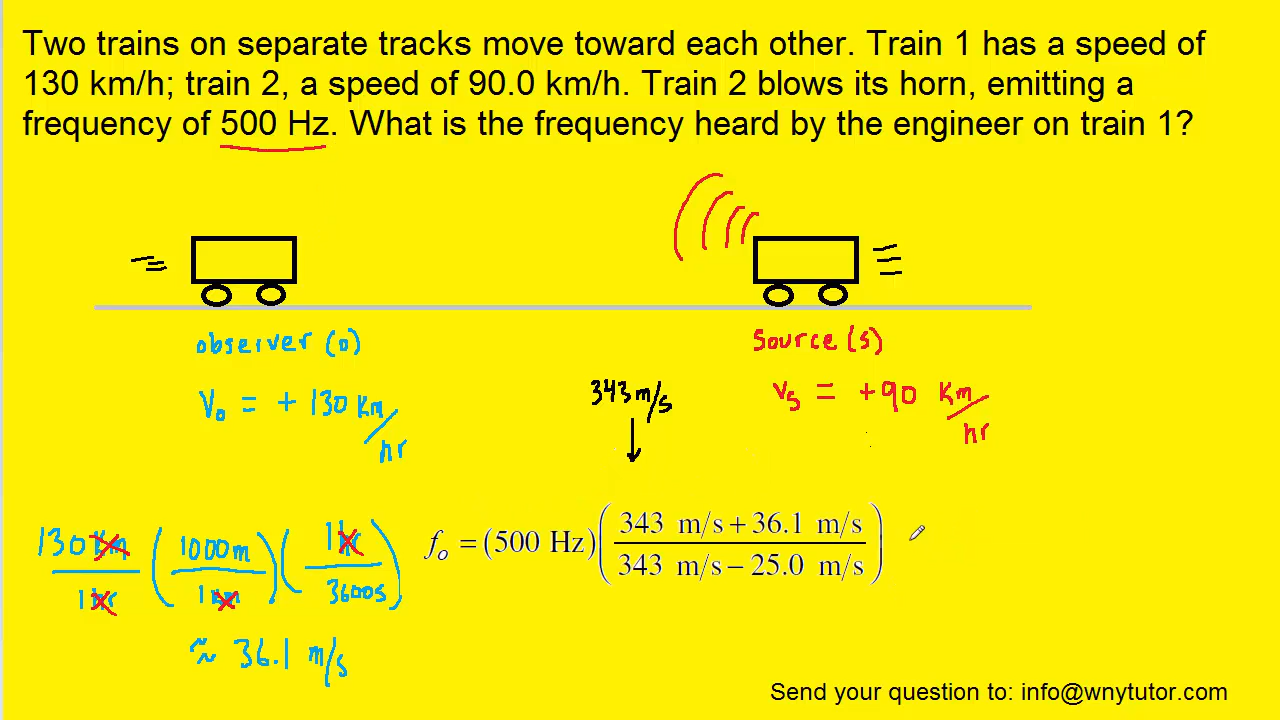 Two trains on separate tracks move toward each other. Train 1 has a speed of
130 km/h; train 2, a speed of 90.0 km/h. Train 2 blows its horn, emitting a
frequency of 500 Hz. What is the frequency heard by the engineer on train 1?
observer (o)
Source (s)
V₀ = + 130 Km/hr
343 m/s
Vₛ = +90 Km/hr
130 Km / 1 hr (1000 m / 1 Km) (1 hr / 3600 s)
fₒ = (500 Hz) (343 m/s + 36.1 m/s / 343 m/s − 25.0 m/s)
≈ 36.1 m/s
Send your question to: info@wnytutor.com